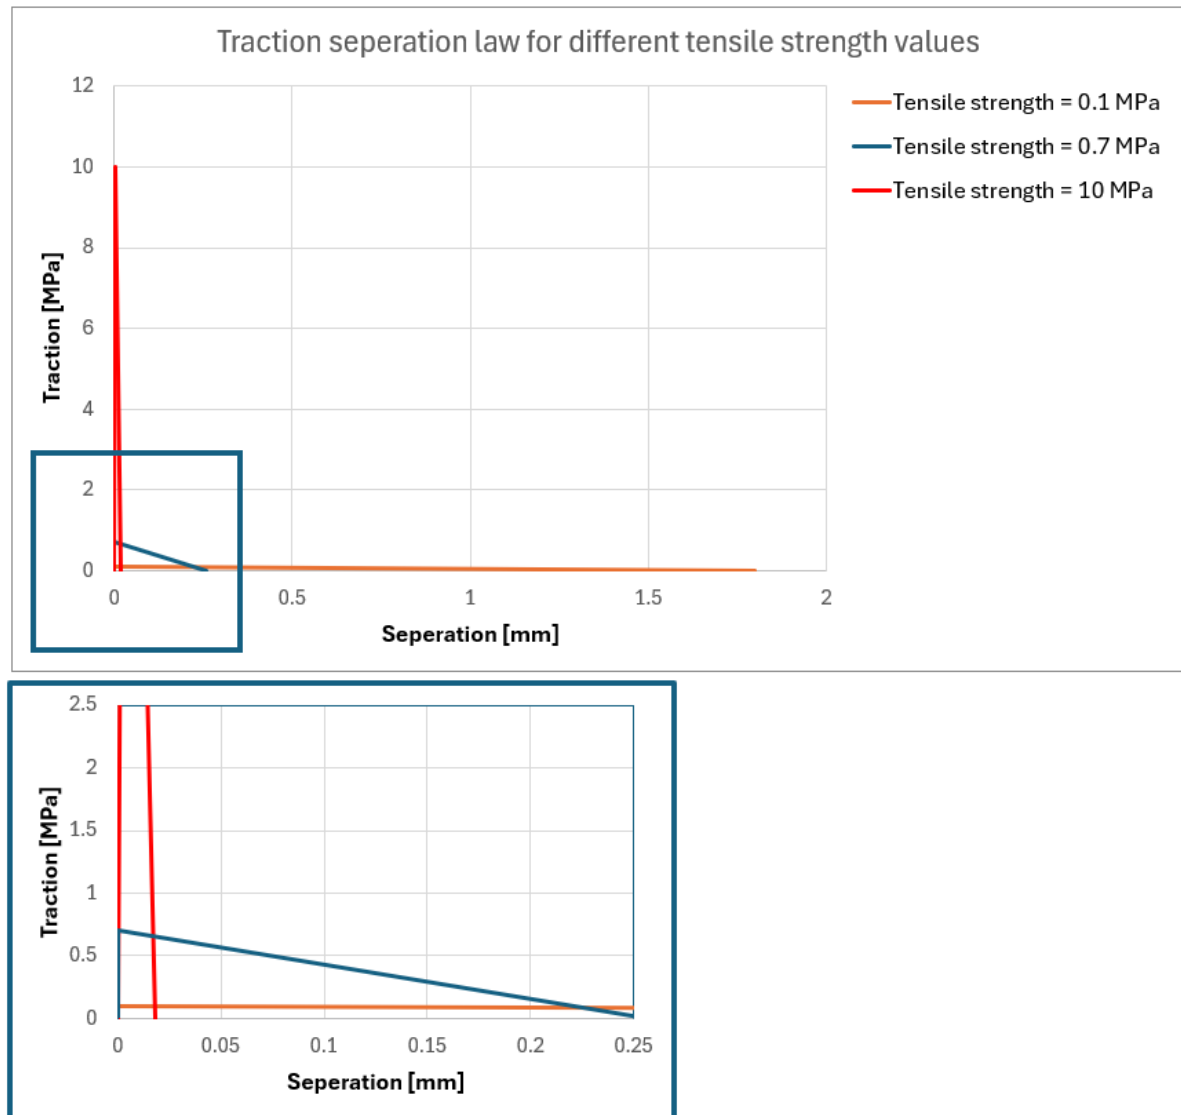 Traction seperation law for different tensile strength values
12
10
8
6
4
2
0
Traction [MPa]
0 0.5 1 1.5 2
Seperation [mm]
Tensile strength = 0.1 MPa
Tensile strength = 0.7 MPa
Tensile strength = 10 MPa
2.5
2
1.5
1
0.5
0
Traction [MPa]
0 0.05 0.1 0.15 0.2 0.25
Seperation [mm]